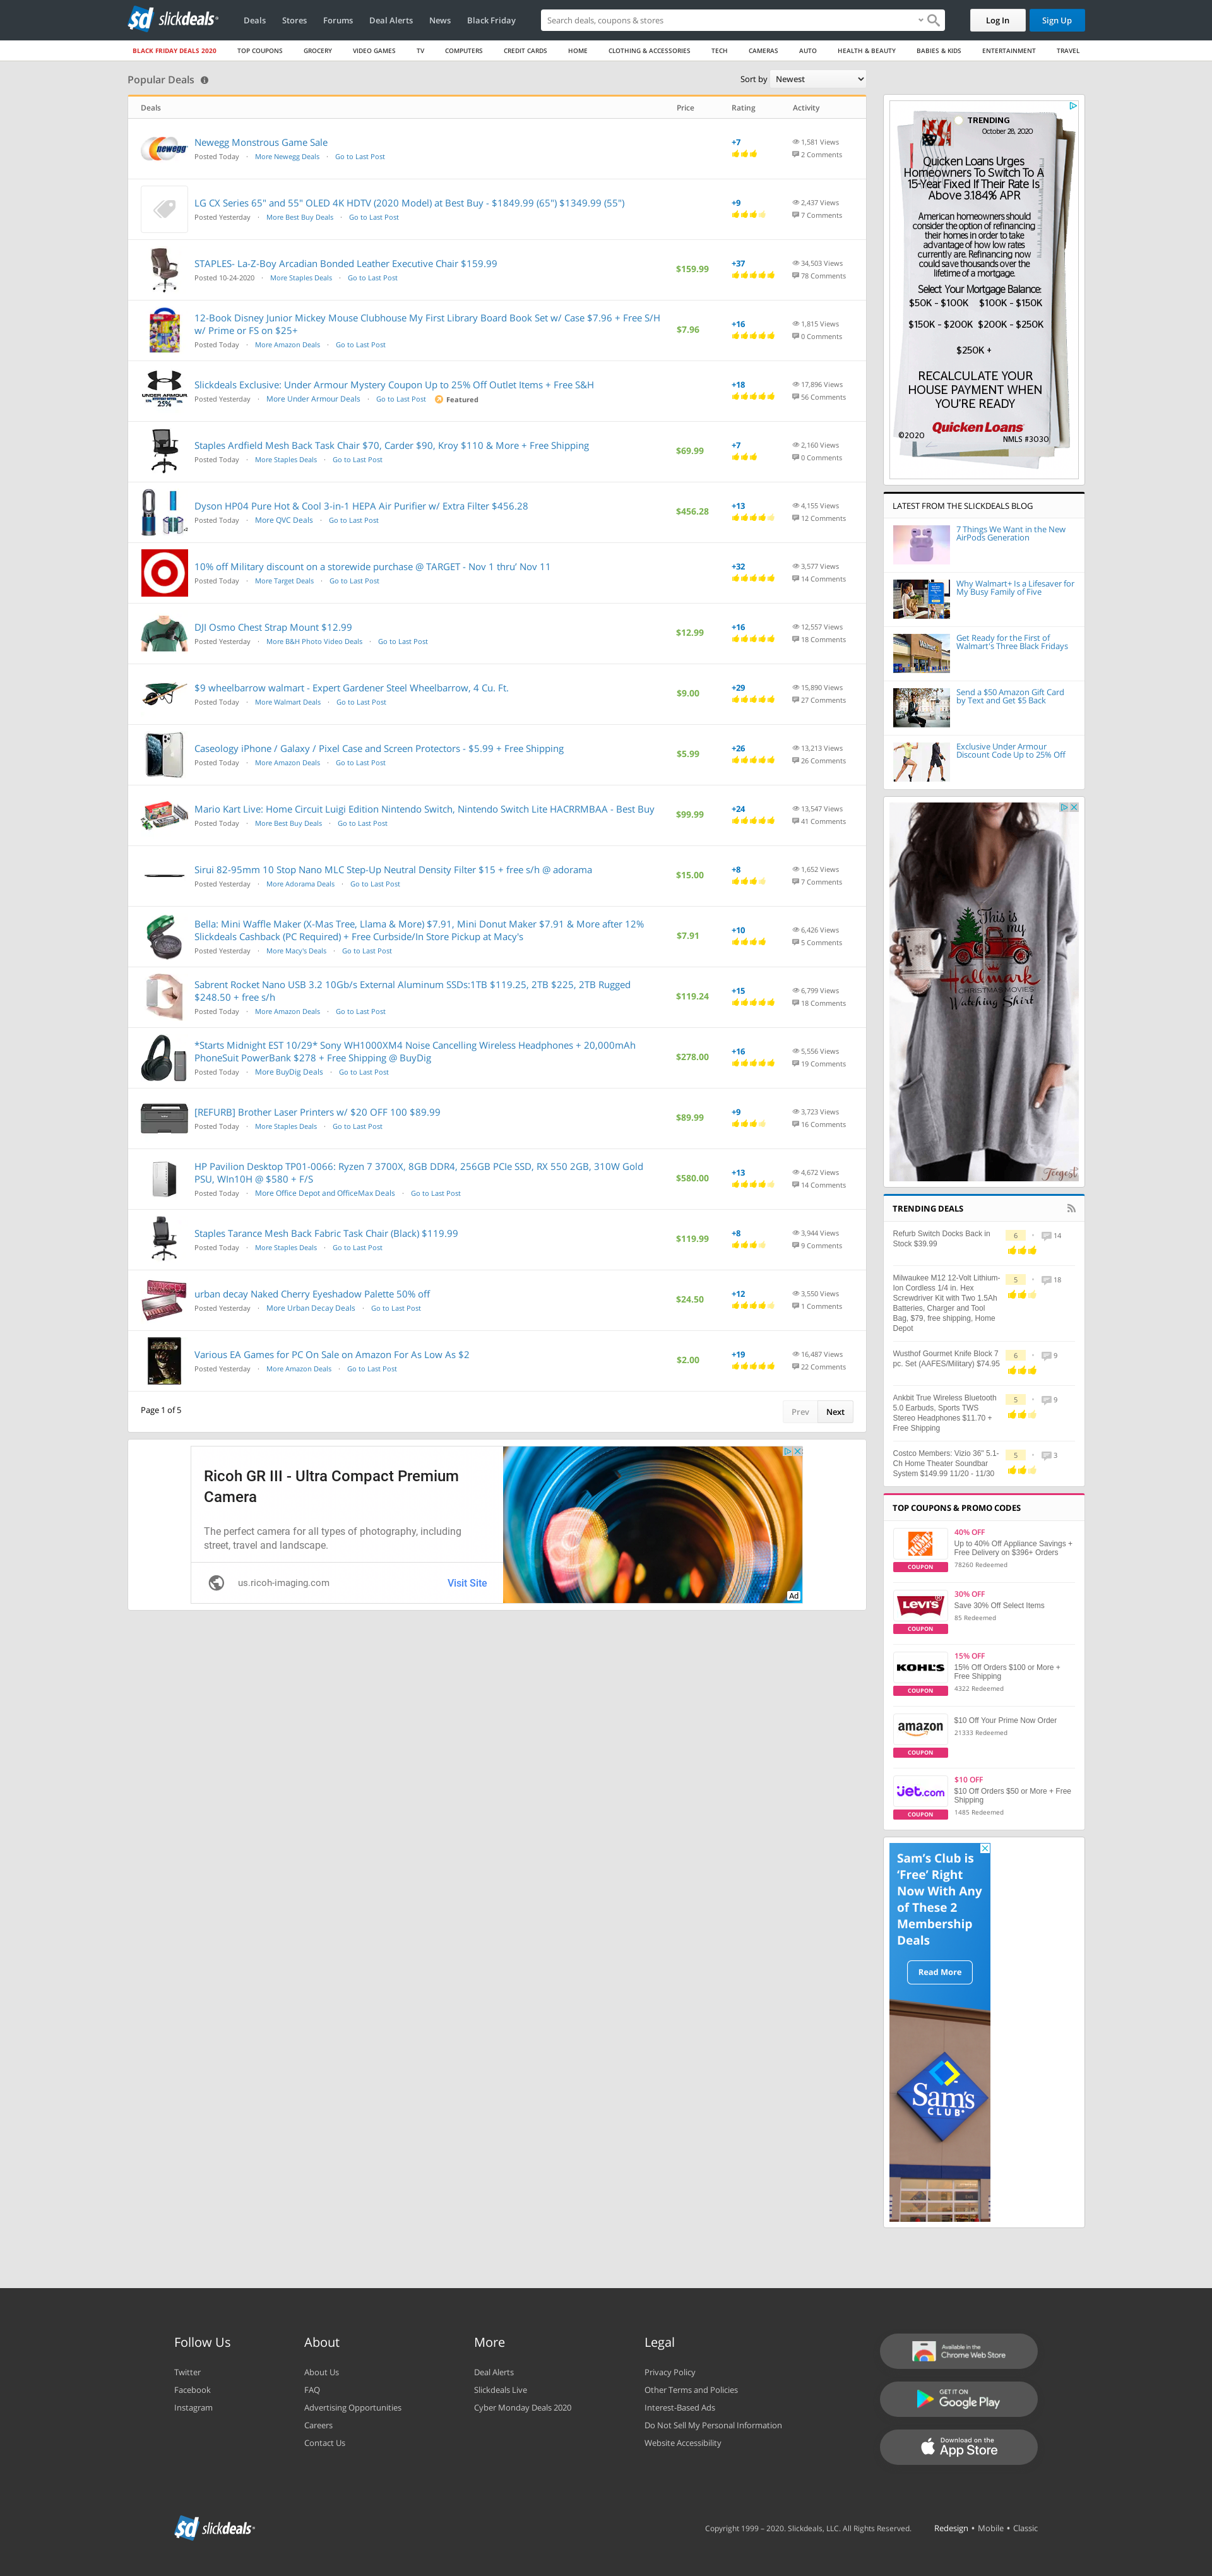 slickdeals
Deals Stores Forums Deal Alerts News Black Friday
Search deals, coupons & stores
Log In
Sign Up
BLACK FRIDAY DEALS 2020 TOP COUPONS GROCERY VIDEO GAMES TV COMPUTERS CREDIT CARDS HOME CLOTHING & ACCESSORIES TECH CAMERAS AUTO HEALTH & BEAUTY BABIES & KIDS ENTERTAINMENT TRAVEL
Popular Deals
Sort by Newest
Deals Price Rating Activity
Newegg Monstrous Game Sale
Posted Today · More Newegg Deals · Go to Last Post
+7
1,581 Views
2 Comments
LG CX Series 65" and 55" OLED 4K HDTV (2020 Model) at Best Buy - $1849.99 (65") $1349.99 (55")
Posted Yesterday · More Best Buy Deals · Go to Last Post
+9
2,437 Views
7 Comments
STAPLES- La-Z-Boy Arcadian Bonded Leather Executive Chair $159.99
Posted 10-24-2020 · More Staples Deals · Go to Last Post
$159.99
+37
34,503 Views
78 Comments
12-Book Disney Junior Mickey Mouse Clubhouse My First Library Board Book Set w/ Case $7.96 + Free S/H
w/ Prime or FS on $25+
Posted Today · More Amazon Deals · Go to Last Post
$7.96
+16
1,815 Views
0 Comments
Slickdeals Exclusive: Under Armour Mystery Coupon Up to 25% Off Outlet Items + Free S&H
Posted Yesterday · More Under Armour Deals · Go to Last Post Featured
+18
17,896 Views
56 Comments
Staples Ardfield Mesh Back Task Chair $70, Carder $90, Kroy $110 & More + Free Shipping
Posted Today · More Staples Deals · Go to Last Post
$69.99
+7
2,160 Views
0 Comments
Dyson HP04 Pure Hot & Cool 3-in-1 HEPA Air Purifier w/ Extra Filter $456.28
Posted Today · More QVC Deals · Go to Last Post
$456.28
+13
4,155 Views
12 Comments
10% off Military discount on a storewide purchase @ TARGET - Nov 1 thru' Nov 11
Posted Today · More Target Deals · Go to Last Post
+32
3,577 Views
14 Comments
DJI Osmo Chest Strap Mount $12.99
Posted Yesterday · More B&H Photo Video Deals · Go to Last Post
$12.99
+16
12,557 Views
18 Comments
$9 wheelbarrow walmart - Expert Gardener Steel Wheelbarrow, 4 Cu. Ft.
Posted Today · More Walmart Deals · Go to Last Post
$9.00
+29
15,890 Views
27 Comments
Caseology iPhone / Galaxy / Pixel Case and Screen Protectors - $5.99 + Free Shipping
Posted Today · More Amazon Deals · Go to Last Post
$5.99
+26
13,213 Views
26 Comments
Mario Kart Live: Home Circuit Luigi Edition Nintendo Switch, Nintendo Switch Lite HACRRMBAA - Best Buy
Posted Today · More Best Buy Deals · Go to Last Post
$99.99
+24
13,547 Views
41 Comments
Sirui 82-95mm 10 Stop Nano MLC Step-Up Neutral Density Filter $15 + free s/h @ adorama
Posted Yesterday · More Adorama Deals · Go to Last Post
$15.00
+8
1,652 Views
7 Comments
Bella: Mini Waffle Maker (X-Mas Tree, Llama & More) $7.91, Mini Donut Maker $7.91 & More after 12%
Slickdeals Cashback (PC Required) + Free Curbside/In Store Pickup at Macy's
Posted Yesterday · More Macy's Deals · Go to Last Post
$7.91
+10
6,426 Views
5 Comments
Sabrent Rocket Nano USB 3.2 10Gb/s External Aluminum SSDs:1TB $119.25, 2TB $225, 2TB Rugged
$248.50 + free s/h
Posted Today · More Amazon Deals · Go to Last Post
$119.24
+15
6,799 Views
18 Comments
*Starts Midnight EST 10/29* Sony WH1000XM4 Noise Cancelling Wireless Headphones + 20,000mAh
PhoneSuit PowerBank $278 + Free Shipping @ BuyDig
Posted Today · More BuyDig Deals · Go to Last Post
$278.00
+16
5,556 Views
19 Comments
[REFURB] Brother Laser Printers w/ $20 OFF 100 $89.99
Posted Today · More Staples Deals · Go to Last Post
$89.99
+9
3,723 Views
16 Comments
HP Pavilion Desktop TP01-0066: Ryzen 7 3700X, 8GB DDR4, 256GB PCIe SSD, RX 550 2GB, 310W Gold
PSU, WIn10H @ $580 + F/S
Posted Today · More Office Depot and OfficeMax Deals · Go to Last Post
$580.00
+13
4,672 Views
14 Comments
Staples Tarance Mesh Back Fabric Task Chair (Black) $119.99
Posted Today · More Staples Deals · Go to Last Post
$119.99
+8
3,944 Views
9 Comments
urban decay Naked Cherry Eyeshadow Palette 50% off
Posted Yesterday · More Urban Decay Deals · Go to Last Post
$24.50
+12
3,550 Views
1 Comments
Various EA Games for PC On Sale on Amazon For As Low As $2
Posted Yesterday · More Amazon Deals · Go to Last Post
$2.00
+19
16,487 Views
22 Comments
Page 1 of 5
Prev Next
Ricoh GR III - Ultra Compact Premium
Camera
The perfect camera for all types of photography, including
street, travel and landscape.
us.ricoh-imaging.com
Visit Site
Ad
TRENDING
October 28, 2020
Quicken Loans Urges
Homeowners To Switch To A
15-Year Fixed If Their Rate Is
Above 3.184% APR
American homeowners should
consider the option of refinancing
their homes in order to take
advantage of how low rates
currently are. Refinancing now
could save thousands over the
lifetime of a mortgage.
Select Your Mortgage Balance:
$50K - $100K $100K - $150K
$150K - $200K $200K - $250K
$250K +
RECALCULATE YOUR
HOUSE PAYMENT WHEN
YOU'RE READY
Quicken Loans
©2020
NMLS #3030
LATEST FROM THE SLICKDEALS BLOG
7 Things We Want in the New
AirPods Generation
Why Walmart+ Is a Lifesaver for
My Busy Family of Five
Get Ready for the First of
Walmart's Three Black Fridays
Send a $50 Amazon Gift Card
by Text and Get $5 Back
Exclusive Under Armour
Discount Code Up to 25% Off
This is
my
Hallmark
CHRISTMAS MOVIES
Watching Shirt
Teegest
TRENDING DEALS
Refurb Switch Docks Back in
Stock $39.99
6 · 14
Milwaukee M12 12-Volt Lithium-
Ion Cordless 1/4 in. Hex
Screwdriver Kit with Two 1.5Ah
Batteries, Charger and Tool
Bag, $79, free shipping, Home
Depot
5 · 18
Wusthof Gourmet Knife Block 7
pc. Set (AAFES/Military) $74.95
6 · 9
Ankbit True Wireless Bluetooth
5.0 Earbuds, Sports TWS
Stereo Headphones $11.70 +
Free Shipping
5 · 9
Costco Members: Vizio 36" 5.1-
Ch Home Theater Soundbar
System $149.99 11/20 - 11/30
5 · 3
TOP COUPONS & PROMO CODES
40% OFF
Up to 40% Off Appliance Savings +
Free Delivery on $396+ Orders
78260 Redeemed
COUPON
LEVI'S
30% OFF
Save 30% Off Select Items
85 Redeemed
COUPON
KOHL'S
15% OFF
15% Off Orders $100 or More +
Free Shipping
4322 Redeemed
COUPON
amazon
$10 Off Your Prime Now Order
21333 Redeemed
COUPON
jet.com
$10 OFF
$10 Off Orders $50 or More + Free
Shipping
1485 Redeemed
COUPON
Sam's Club is
'Free' Right
Now With Any
of These 2
Membership
Deals
Read More
Sam's
CLUB
Follow Us
Twitter
Facebook
Instagram
About
About Us
FAQ
Advertising Opportunities
Careers
Contact Us
More
Deal Alerts
Slickdeals Live
Cyber Monday Deals 2020
Legal
Privacy Policy
Other Terms and Policies
Interest-Based Ads
Do Not Sell My Personal Information
Website Accessibility
Available in the
Chrome Web Store
GET IT ON
Google Play
Download on the
App Store
slickdeals
Copyright 1999 – 2020. Slickdeals, LLC. All Rights Reserved.
Redesign • Mobile • Classic